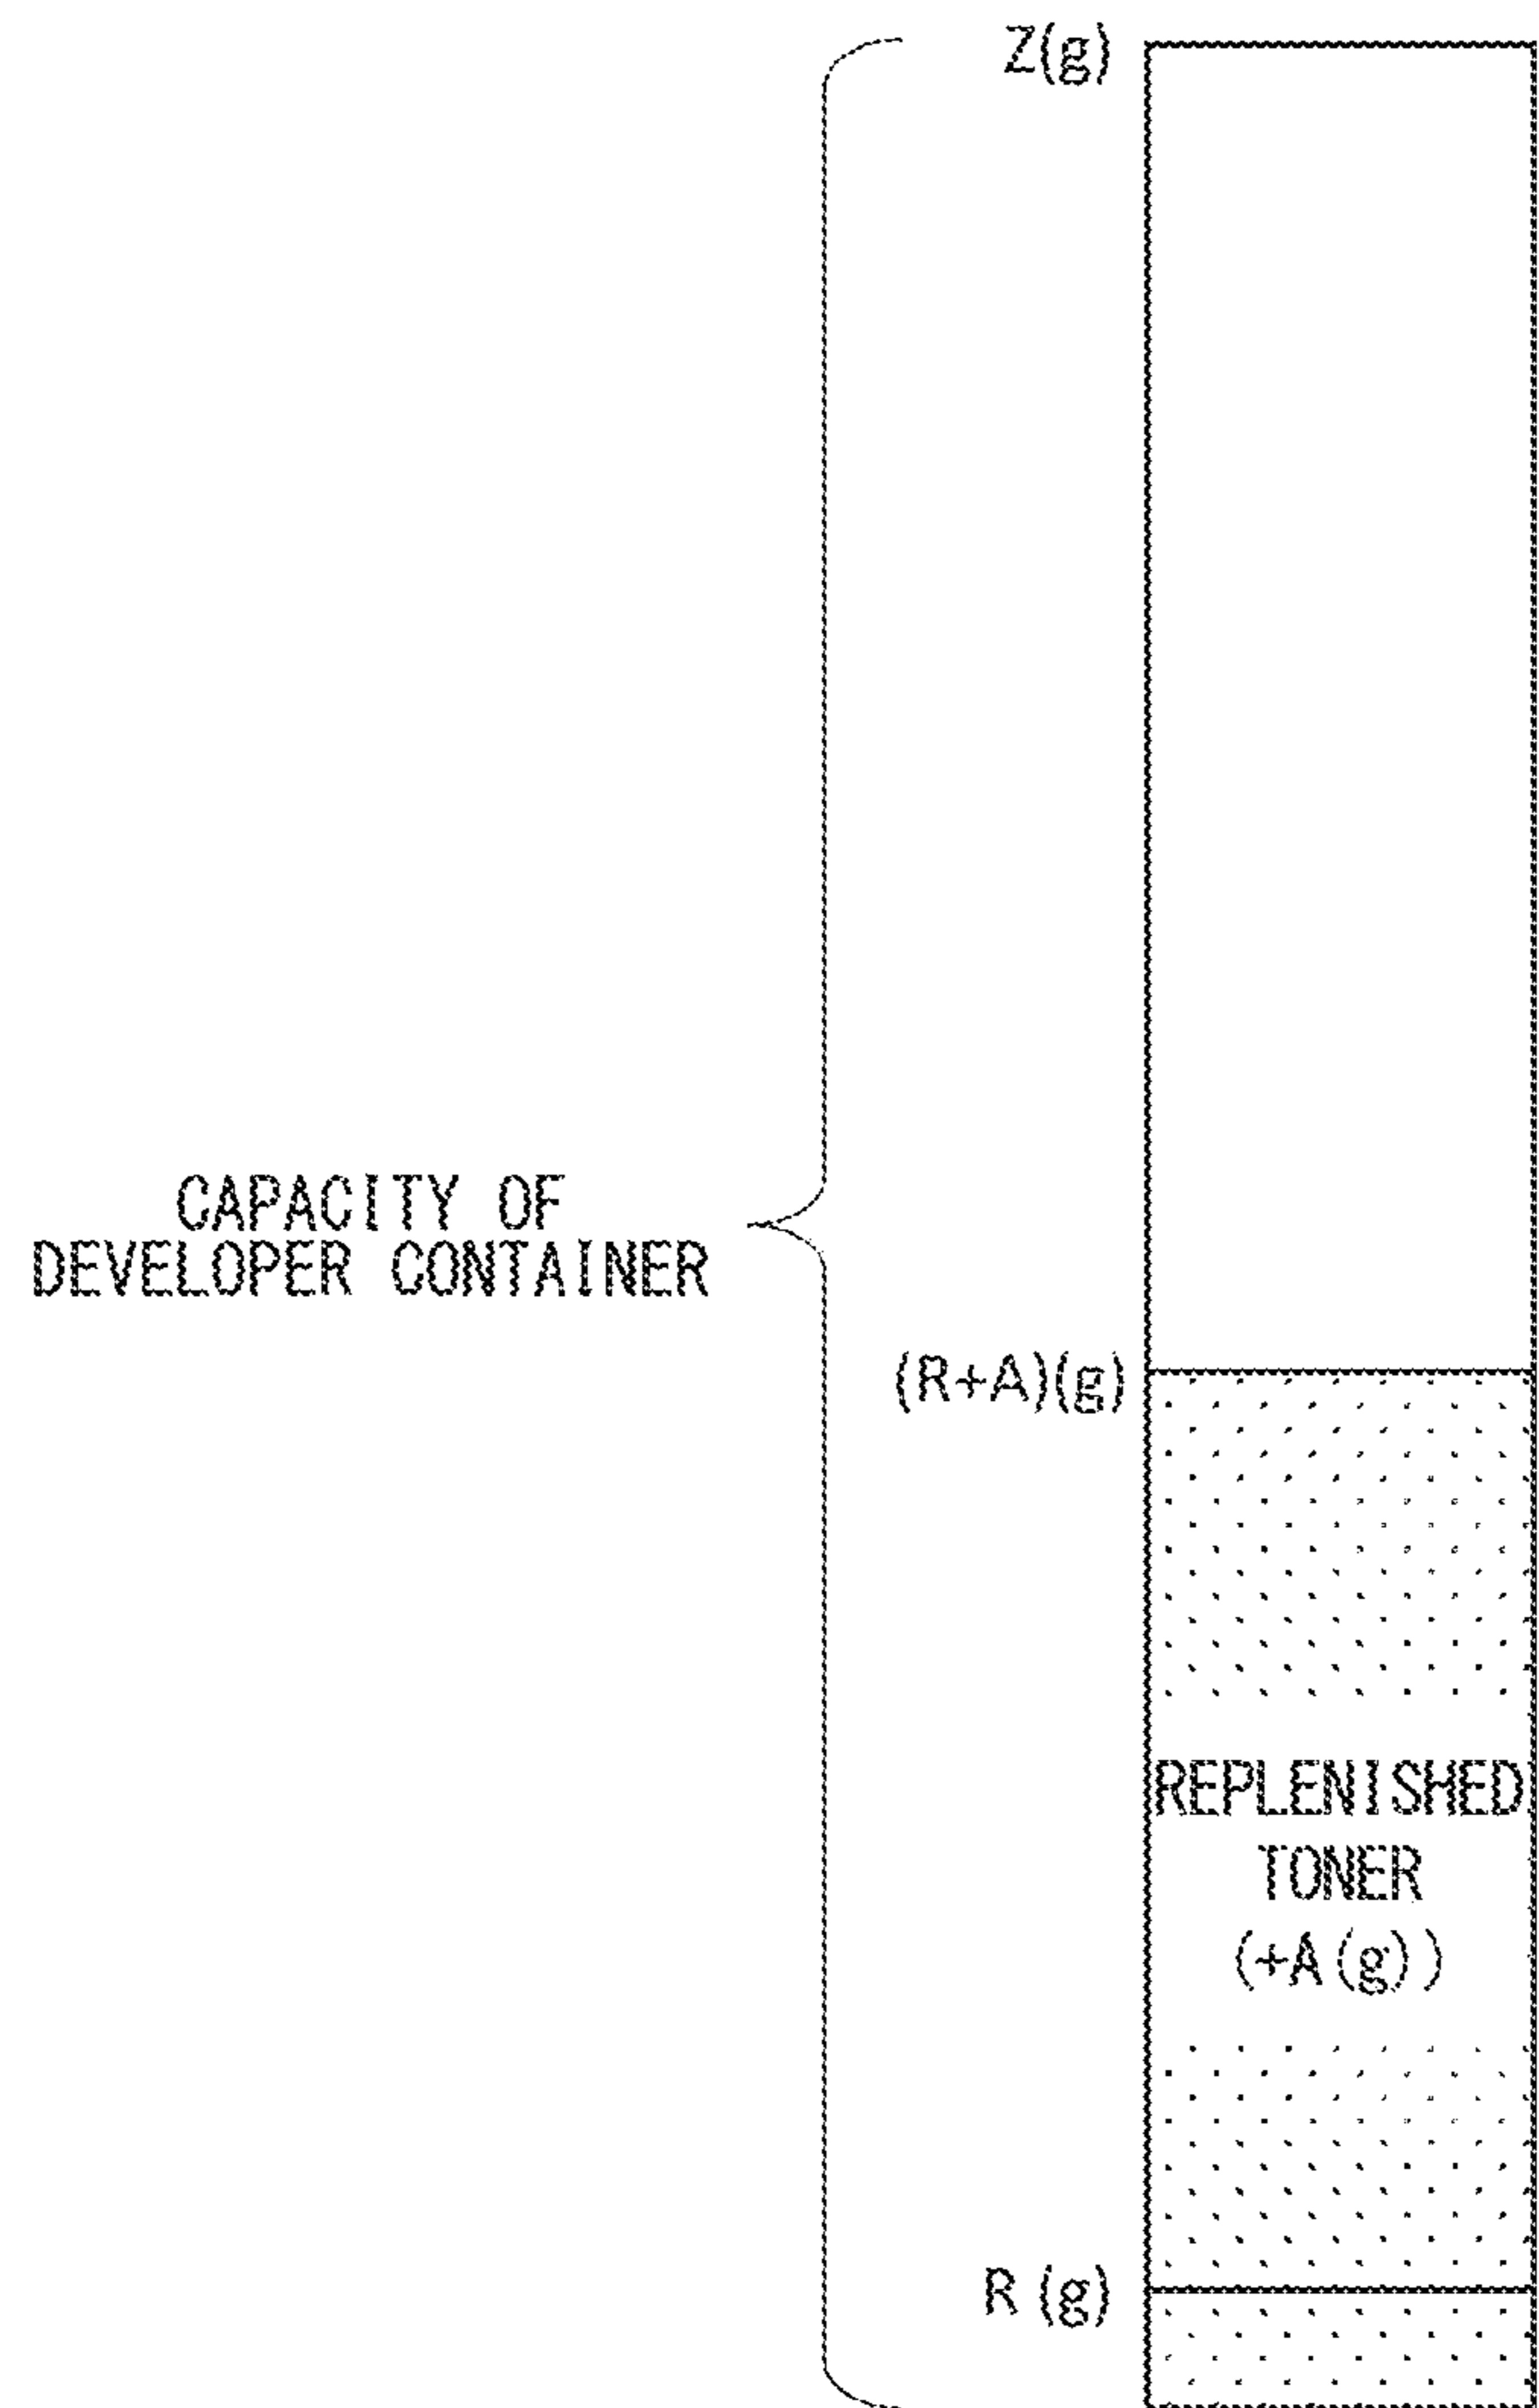 Z(g)
CAPACITY OF
DEVELOPER CONTAINER
(R+A)(g)
REPLENISHED
TONER
(+A(g))
R (g)